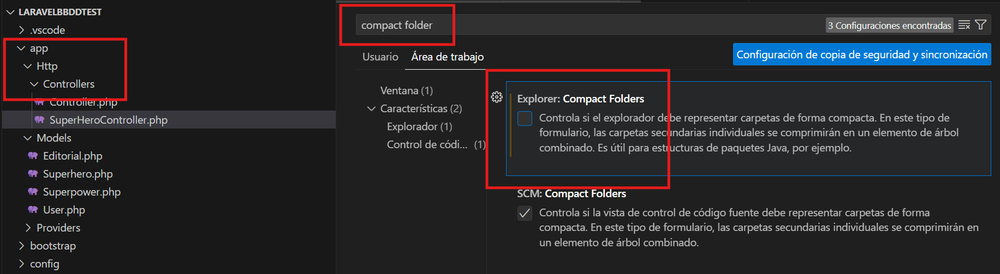 LARAVELBBDDTEST
.vscode
app
Http
Controllers
Controller.php
SuperHeroController.php
Models
Editorial.php
Superhero.php
Superpower.php
User.php
Providers
bootstrap
config
compact folder
3 Configuraciones encontradas
Usuario
Área de trabajo
Configuración de copia de seguridad y sincronización
Ventana (1)
Características (2)
Explorador (1)
Control de códi... (1)
Explorer: Compact Folders
Controla si el explorador debe representar carpetas de forma compacta. En este tipo de
formulario, las carpetas secundarias individuales se comprimirán en un elemento de árbol
combinado. Es útil para estructuras de paquetes Java, por ejemplo.
SCM: Compact Folders
Controla si la vista de control de código fuente debe representar carpetas de forma
compacta. En este tipo de formulario, las carpetas secundarias individuales se comprimirán en
un elemento de árbol combinado.